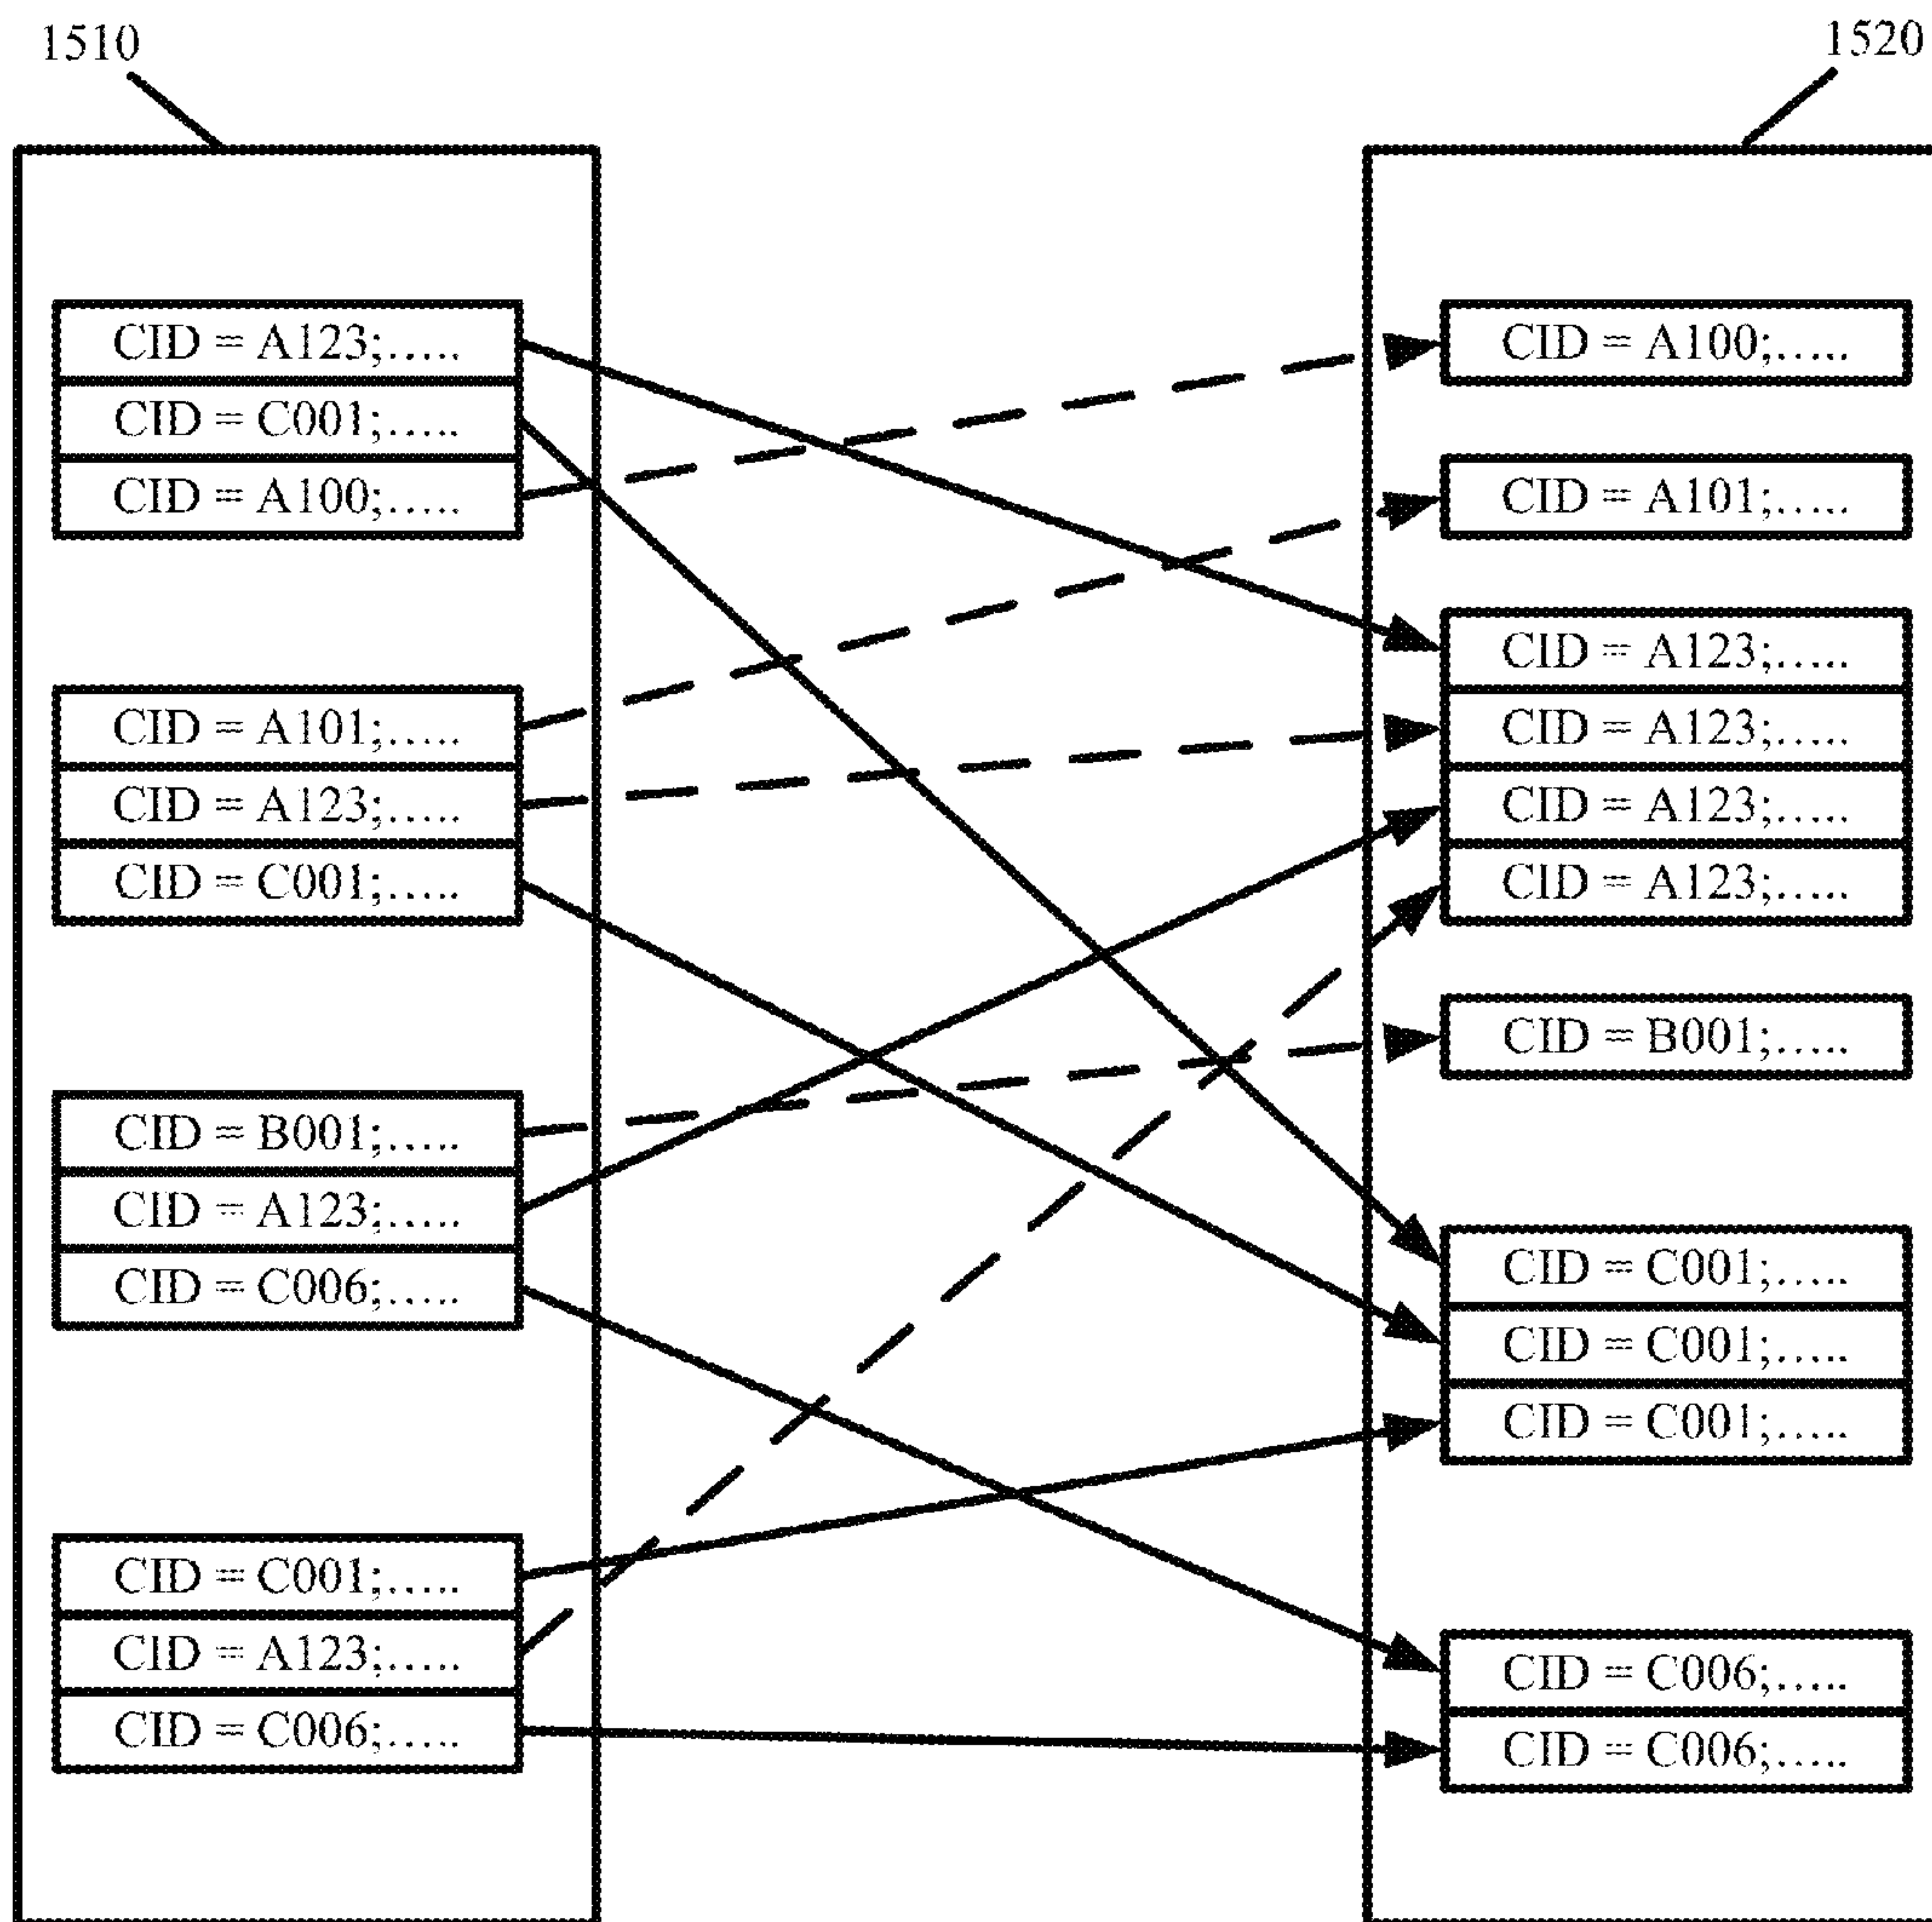 1510
1520
CID = A123;.....
CID = C001;.....
CID = A100;.....
CID = A101;.....
CID = A123;.....
CID = C001;.....
CID = B001;.....
CID = A123;.....
CID = C006;.....
CID = C001;.....
CID = A123;.....
CID = C006;.....
CID = A100;.....
CID = A101;.....
CID = A123;.....
CID = A123;.....
CID = A123;.....
CID = A123;.....
CID = B001;.....
CID = C001;.....
CID = C001;.....
CID = C001;.....
CID = C006;.....
CID = C006;.....